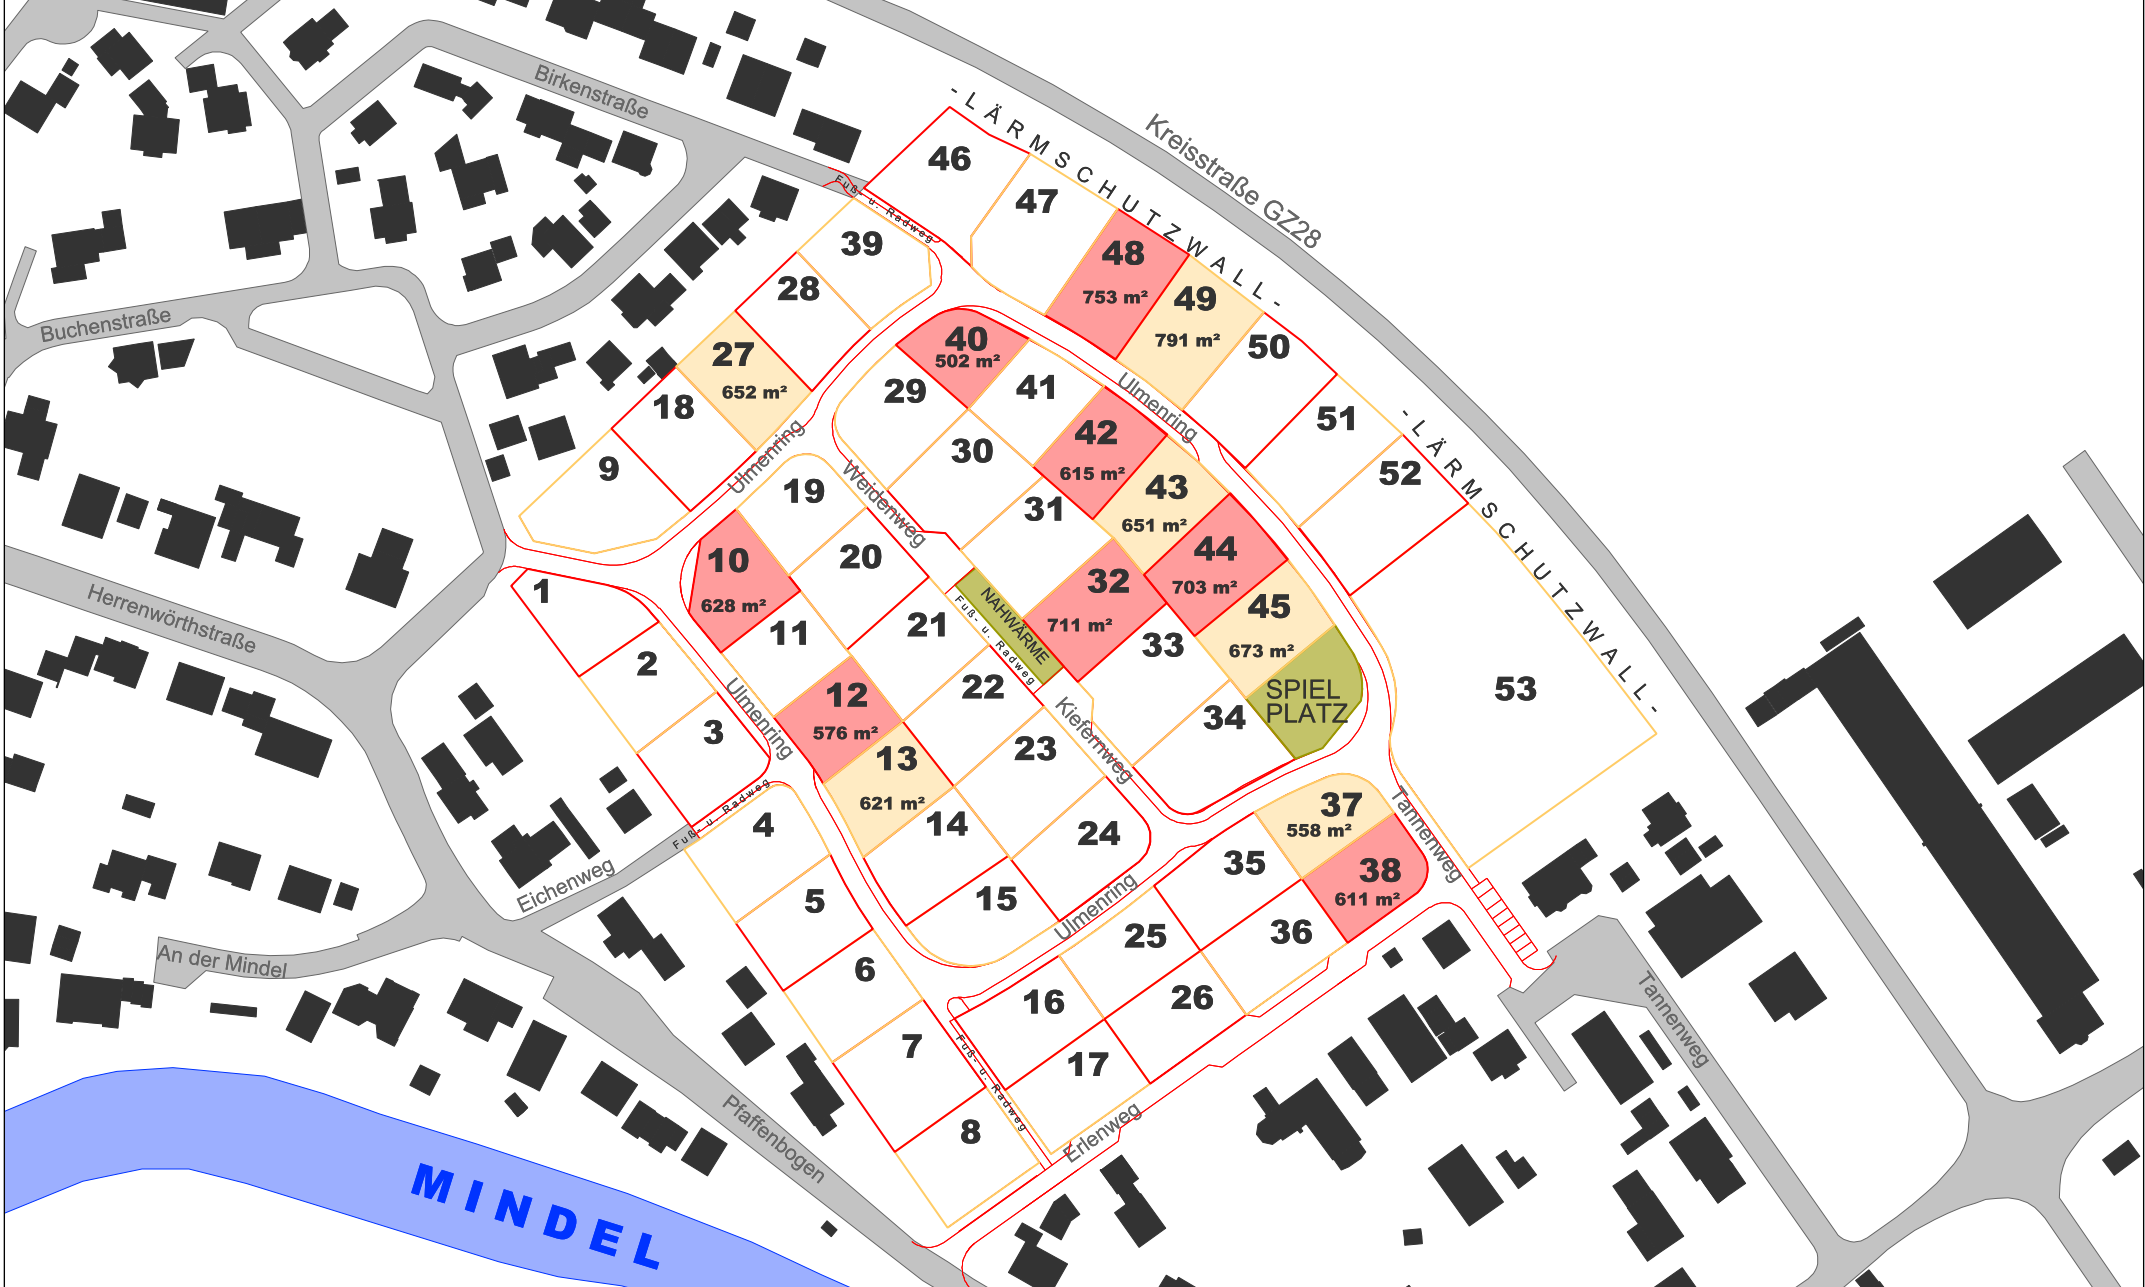 Birkenstraße
- LÄRMSCHUTZWALL -
Kreisstraße GZ28
Fuß- u. Radweg
46
47
39
48
753 m²
28
49
791 m²
Buchenstraße
40
502 m²
50
27
652 m²
29
41
Ulmenring
18
42
615 m²
51
- LÄRMSCHUTZWALL -
9
Ulmenring
30
52
19
Weidenweg
43
651 m²
31
10
628 m²
20
44
703 m²
1
32
711 m²
NAHWÄRME
Fuß- u. Radweg
45
673 m²
Herrenwörthstraße
11
21
33
2
12
576 m²
22
SPIEL
PLATZ
53
Ulmenring
3
Kiefernweg
34
13
621 m²
23
Fuß- u. Radweg
4
14
24
37
558 m²
Tannenweg
35
38
611 m²
Eichenweg
5
15
Ulmenring
25
36
An der Mindel
6
16
26
Tannenweg
7
Fuß- u. Radweg
17
8
Erlenweg
Pfaffenbogen
MINDEL